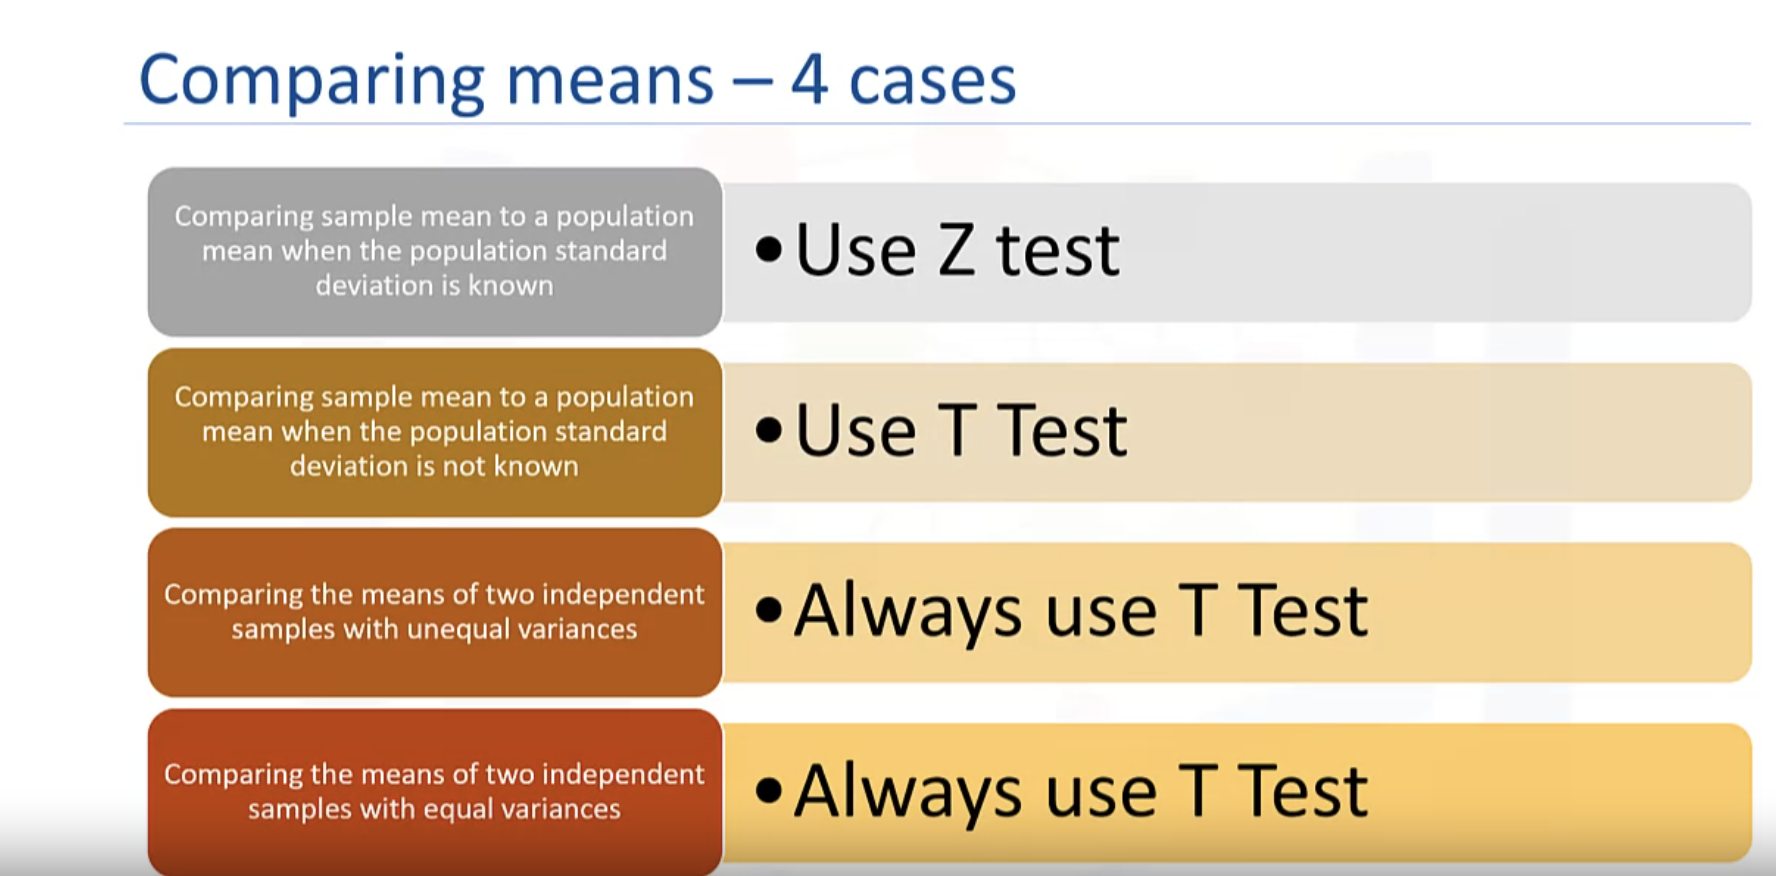 Comparing means – 4 cases
Comparing sample mean to a population
mean when the population standard
deviation is known
•Use Z test
Comparing sample mean to a population
mean when the population standard
deviation is not known
•Use T Test
Comparing the means of two independent
samples with unequal variances
•Always use T Test
Comparing the means of two independent
samples with equal variances
•Always use T Test